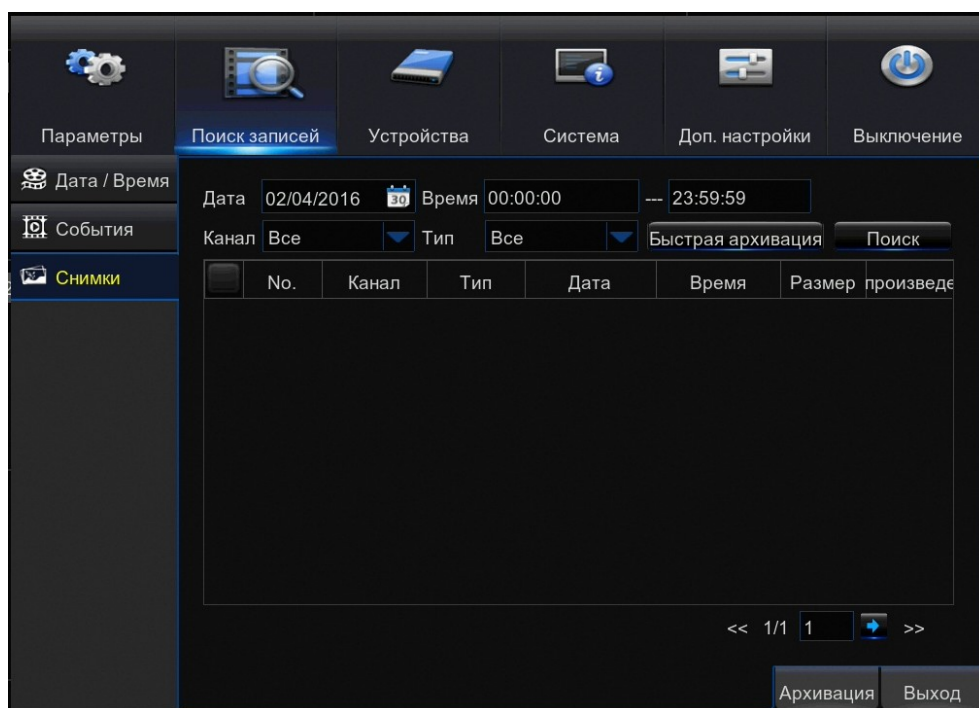 Параметры
Поиск записей
Устройства
Система
Доп. настройки
Выключение
Дата / Время
События
Снимки
Дата 02/04/2016 30 Время 00:00:00 --- 23:59:59
Канал Все Тип Все Быстрая архивация Поиск
No. Канал Тип Дата Время Размер произведе
<< 1/1 1 >>
Архивация Выход